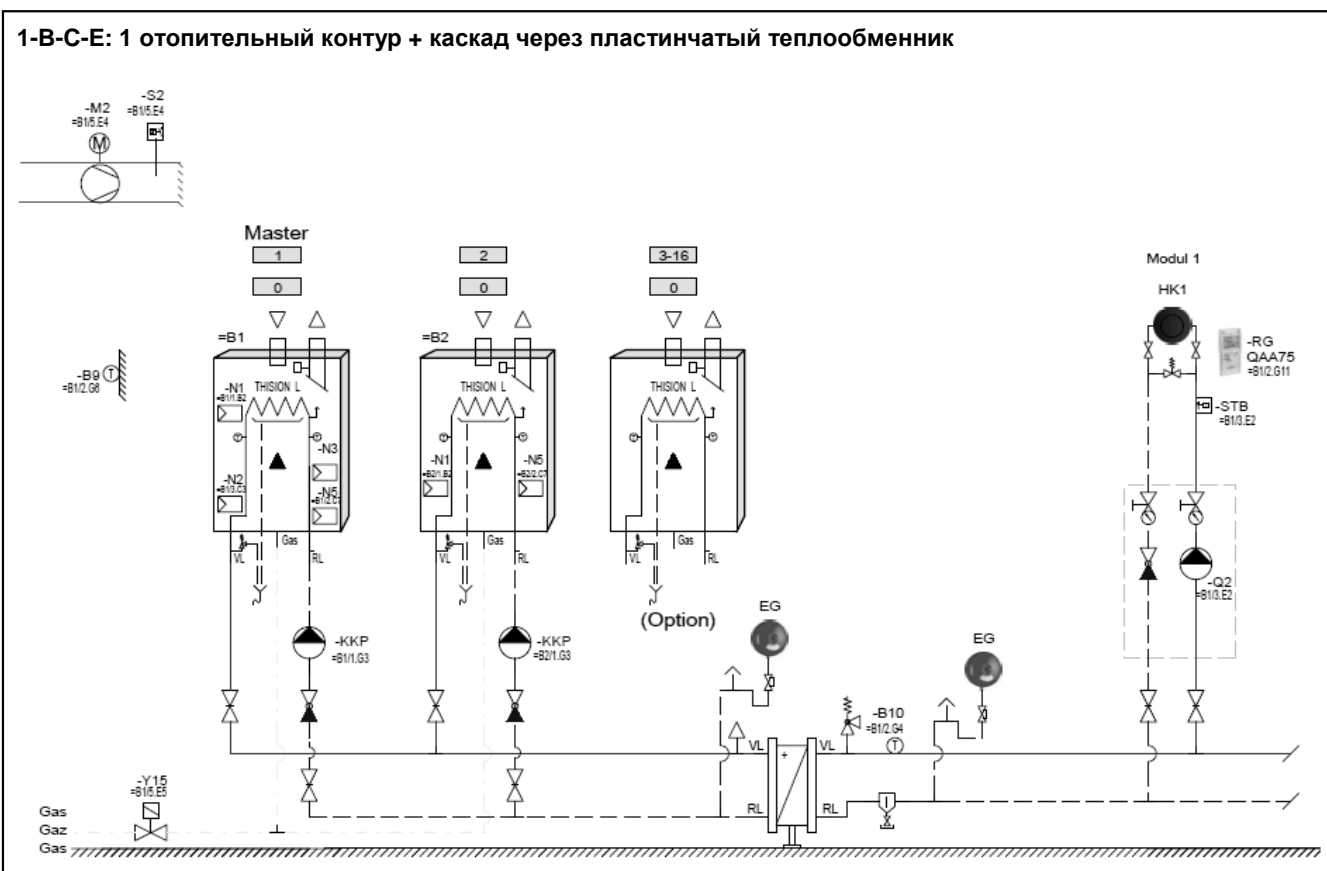 1-B-C-E: 1 отопительный контур + каскад через пластинчатый теплообменник
-S2
=B1/5.E4
-M2
=B1/5.E4
M
Master
1
2
3-16
0
0
0
Modul 1
HK1
=B1
=B2
-B9
=B1/2.G6
T
-RG
QAA75
=B1/2.G11
-N1
=B1/1.B2
THISION L
THISION L
THISION L
-STB
=B1/3.E2
-N3
-N2
=B1/3.C3
-N5
=B1/2.C7
-N1
=B2/1.B2
-N5
=B2/2.C7
VL
Gas
RL
VL
Gas
RL
VL
Gas
RL
-Q2
=B1/3.E2
(Option)
EG
EG
-KKP
=B1/1.G3
-KKP
=B2/1.G3
-B10
=B1/2.G4
T
VL
+
VL
-Y15
=B1/5.E5
RL
RL
Gas
Gaz
Gas